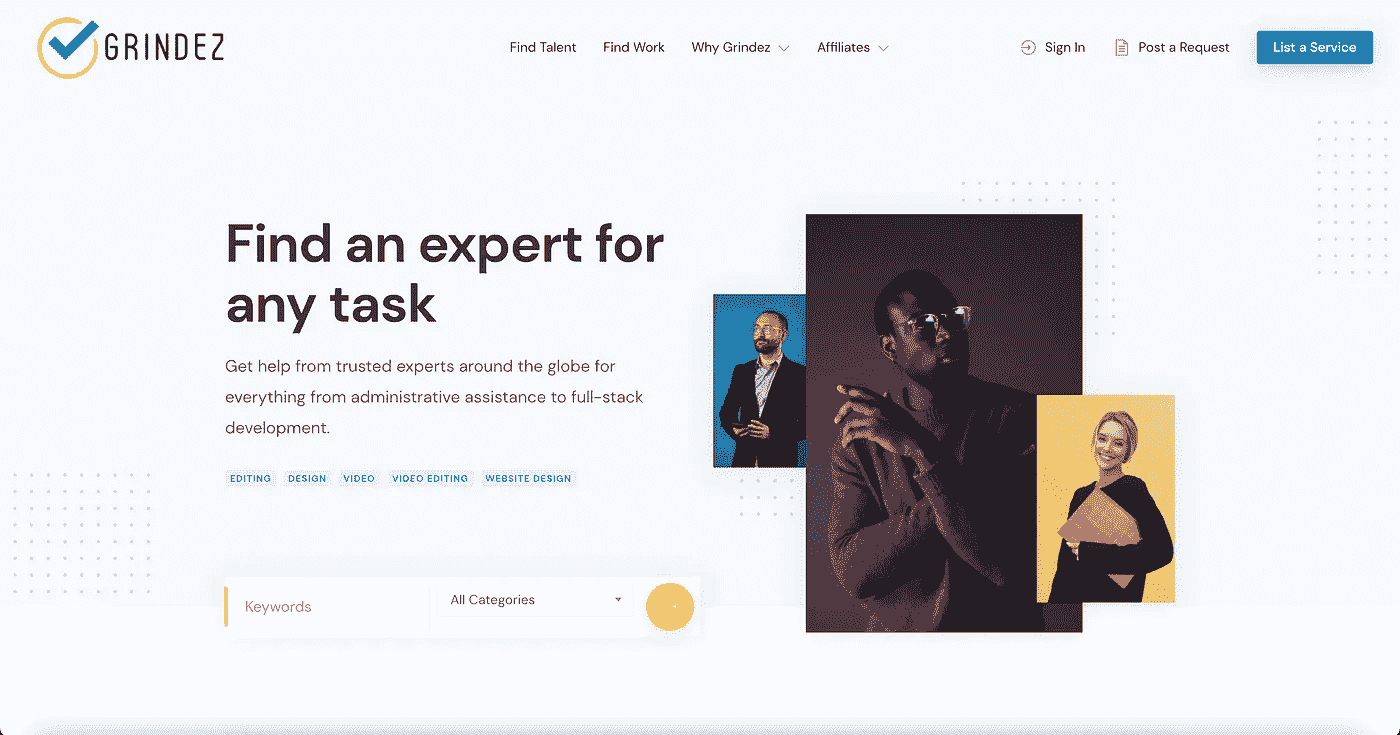 GRINDEZ
Find Talent
Find Work
Why Grindez
Affiliates
Sign In
Post a Request
List a Service
Find an expert for
any task
Get help from trusted experts around the globe for
everything from administrative assistance to full-stack
development.
EDITING
DESIGN
VIDEO
VIDEO EDITING
WEBSITE DESIGN
Keywords
All Categories